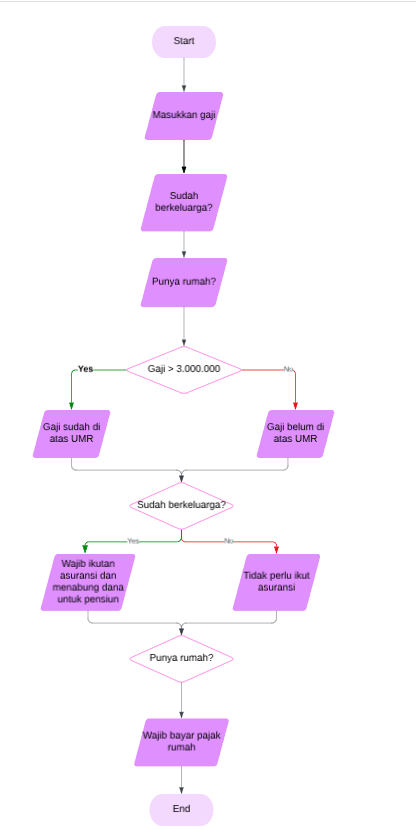 Start
Masukkan gaji
Sudah
berkeluarga?
Punya rumah?
Gaji > 3.000.000
Yes
No
Gaji sudah di
atas UMR
Gaji belum di
atas UMR
Sudah berkeluarga?
Yes
No
Wajib ikutan
asuransi dan
menabung dana
untuk pensiun
Tidak perlu ikut
asuransi
Punya rumah?
Wajib bayar pajak
rumah
End